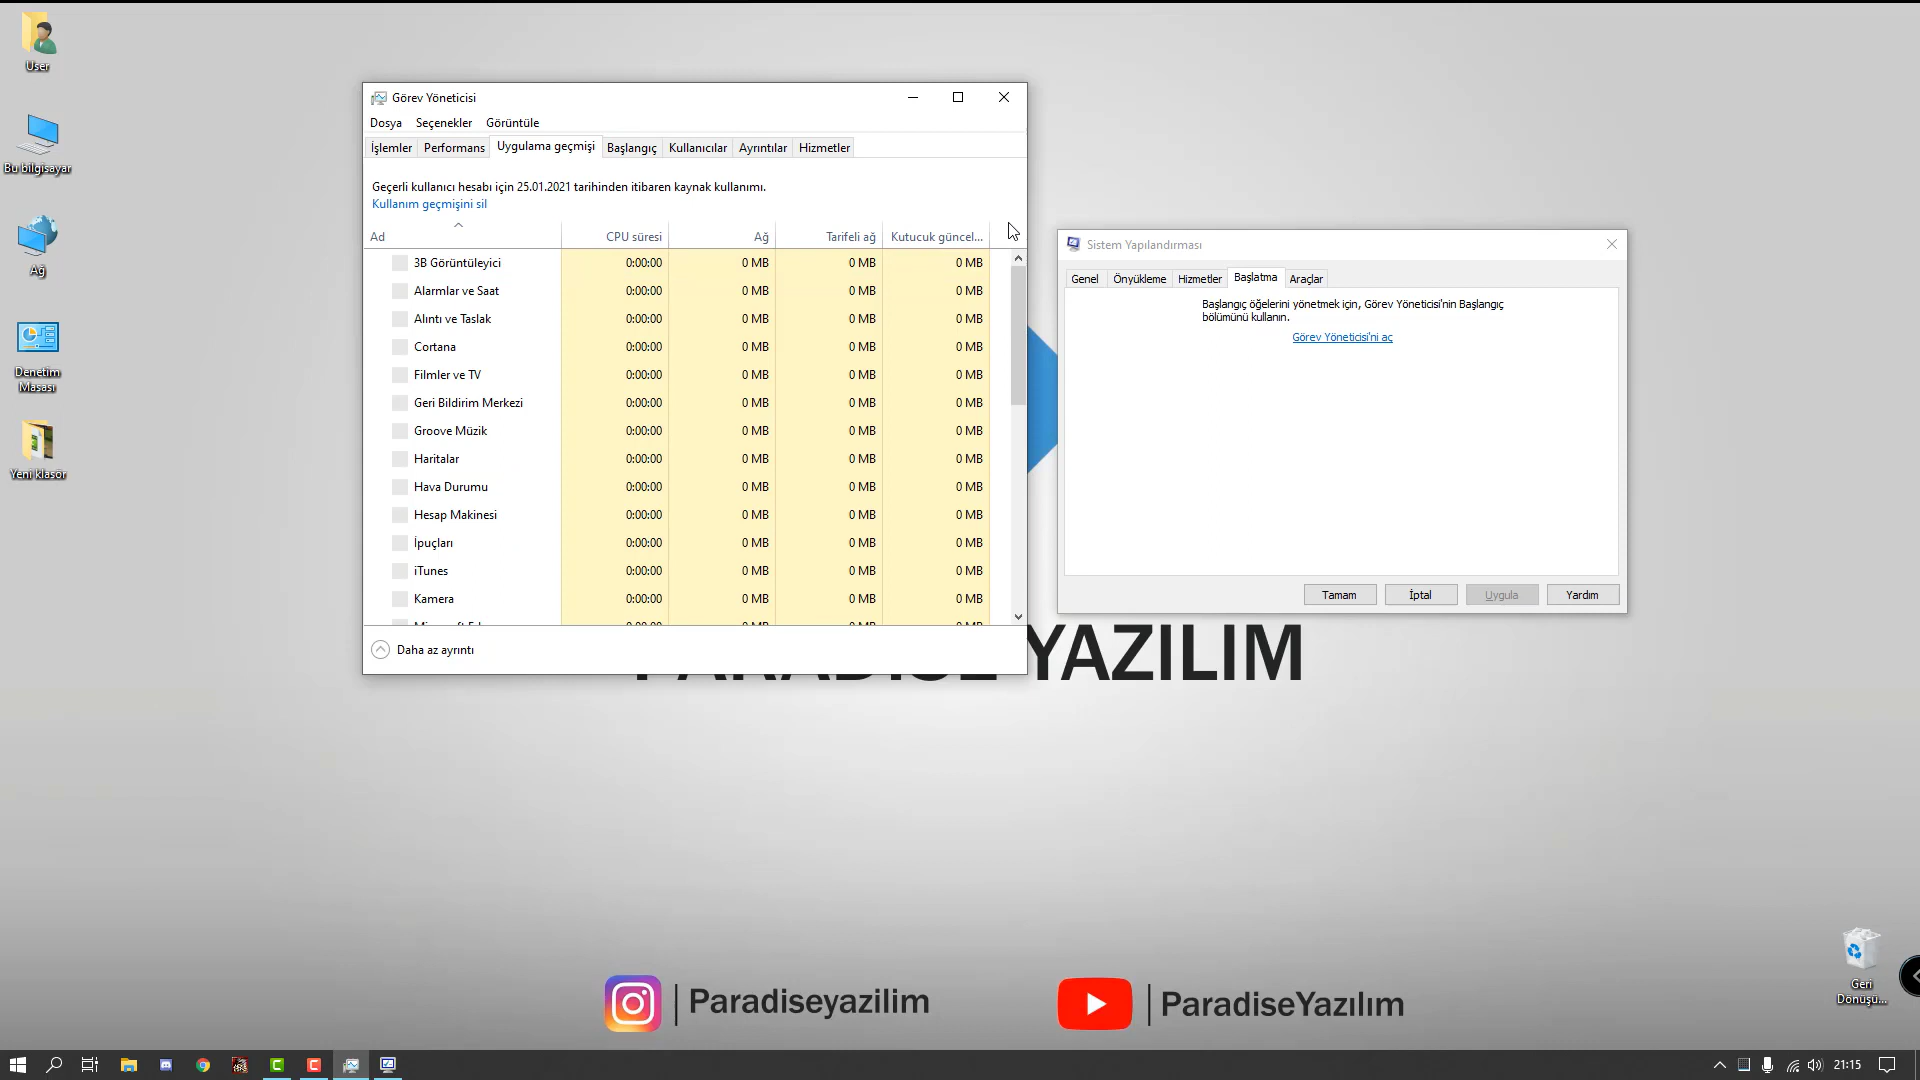 User
Bu bilgisayar
Ağ
Denetim
Masası
Yeni klasör
Görev Yöneticisi
Dosya Seçenekler Görüntüle
İşlemler Performans Uygulama geçmişi Başlangıç Kullanıcılar Ayrıntılar Hizmetler
Geçerli kullanıcı hesabı için 25.01.2021 tarihinden itibaren kaynak kullanımı.
Kullanım geçmişini sil
Ad CPU süresi Ağ Tarifeli ağ Kutucuk güncel...
3B Görüntüleyici 0:00:00 0 MB 0 MB 0 MB
Alarmlar ve Saat 0:00:00 0 MB 0 MB 0 MB
Alıntı ve Taslak 0:00:00 0 MB 0 MB 0 MB
Cortana 0:00:00 0 MB 0 MB 0 MB
Filmler ve TV 0:00:00 0 MB 0 MB 0 MB
Geri Bildirim Merkezi 0:00:00 0 MB 0 MB 0 MB
Groove Müzik 0:00:00 0 MB 0 MB 0 MB
Haritalar 0:00:00 0 MB 0 MB 0 MB
Hava Durumu 0:00:00 0 MB 0 MB 0 MB
Hesap Makinesi 0:00:00 0 MB 0 MB 0 MB
İpuçları 0:00:00 0 MB 0 MB 0 MB
iTunes 0:00:00 0 MB 0 MB 0 MB
Kamera 0:00:00 0 MB 0 MB 0 MB
Daha az ayrıntı
Sistem Yapılandırması
Genel Önyükleme Hizmetler Başlatma Araçlar
Başlangıç öğelerini yönetmek için, Görev Yöneticisi'nin Başlangıç
bölümünü kullanın.
Görev Yöneticisi'ni aç
Tamam İptal Uygula Yardım
YAZILIM
| Paradiseyazilim
| ParadiseYazılım
Geri
Dönüşü...
21:15